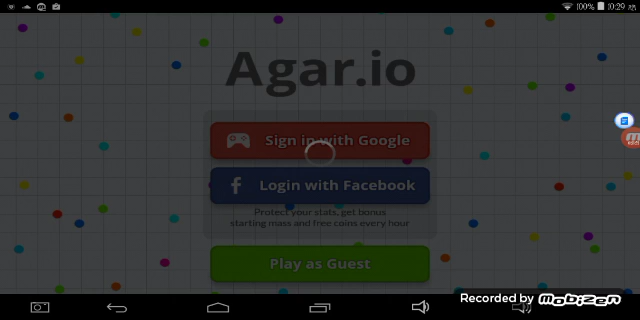 100% 10:29
Agar.io
Sign in with Google
Login with Facebook
Protect your stats, get bonus
starting mass and free coins every hour
Play as Guest
Recorded by mobizen